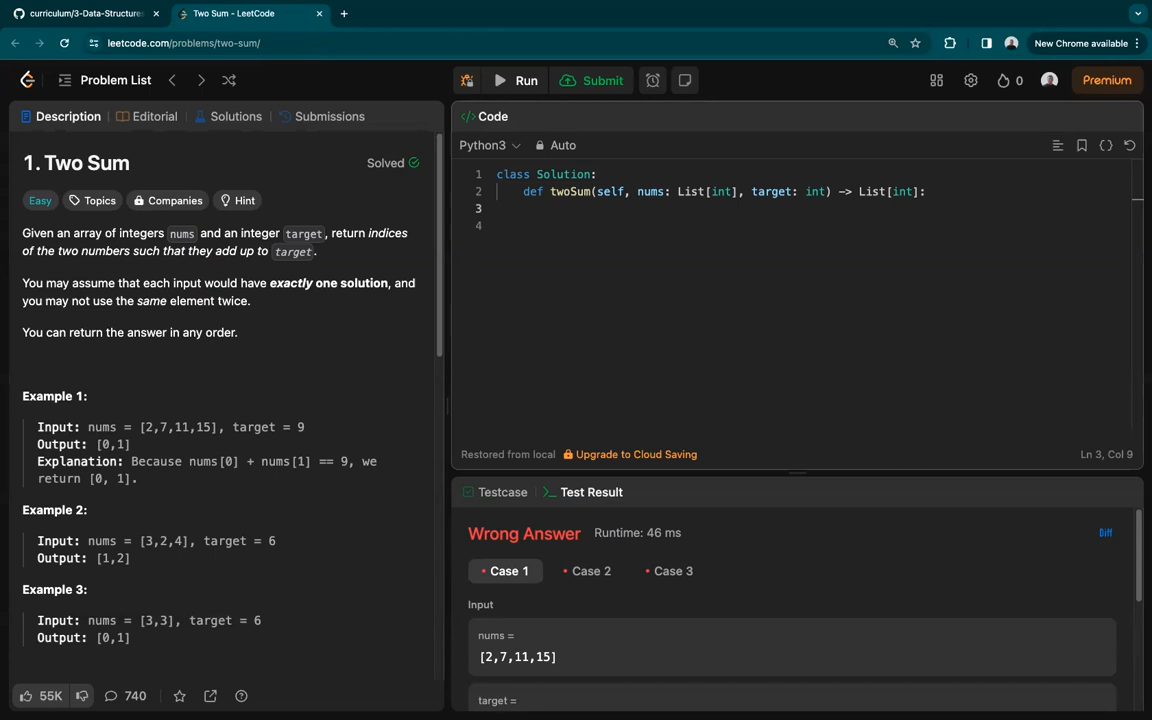 curriculum/3-Data-Structures
Two Sum - LeetCode
leetcode.com/problems/two-sum/
New Chrome available
Problem List
Run
Submit
0
Premium
Description
Editorial
Solutions
Submissions
1. Two Sum
Solved
Easy
Topics
Companies
Hint
Given an array of integers nums and an integer target, return indices
of the two numbers such that they add up to target.
You may assume that each input would have exactly one solution, and
you may not use the same element twice.
You can return the answer in any order.
Example 1:
Input: nums = [2,7,11,15], target = 9
Output: [0,1]
Explanation: Because nums[0] + nums[1] == 9, we
return [0, 1].
Example 2:
Input: nums = [3,2,4], target = 6
Output: [1,2]
Example 3:
Input: nums = [3,3], target = 6
Output: [0,1]
55K
740
</> Code
Python3
Auto
1 class Solution:
2 def twoSum(self, nums: List[int], target: int) -> List[int]:
3
4
Restored from local
Upgrade to Cloud Saving
Ln 3, Col 9
Testcase
>_ Test Result
Wrong Answer
Runtime: 46 ms
Diff
Case 1
Case 2
Case 3
Input
nums =
[2,7,11,15]
target =